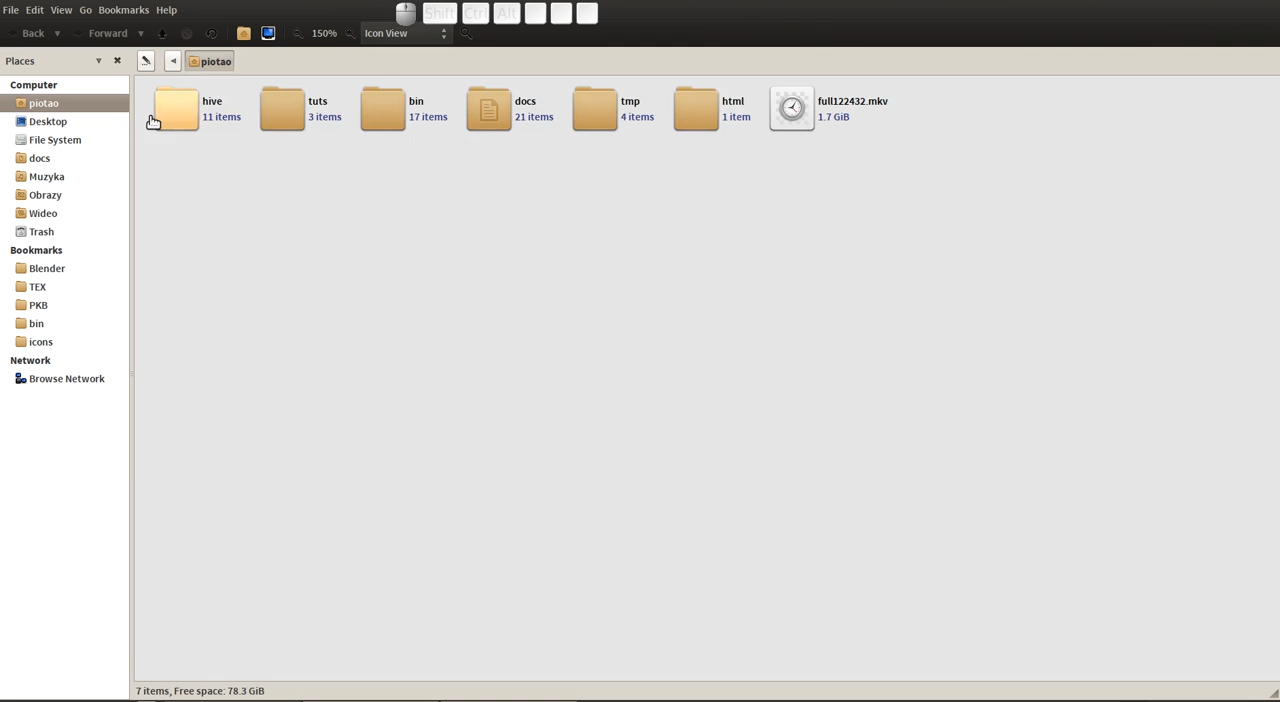 File Edit View Go Bookmarks Help
Shift Ctrl Alt
Back Forward 150% Icon View
Places piotao
Computer
piotao
Desktop
File System
docs
Muzyka
Obrazy
Wideo
Trash
Bookmarks
Blender
TEX
PKB
bin
icons
Network
Browse Network
hive
11 items
tuts
3 items
bin
17 items
docs
21 items
tmp
4 items
html
1 item
full122432.mkv
1.7 GiB
7 items, Free space: 78.3 GiB